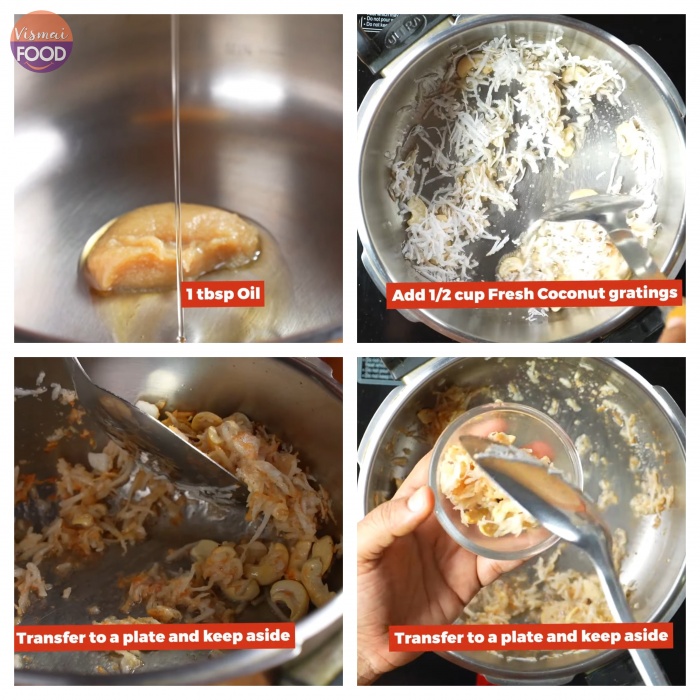 Vismai
FOOD
1 tbsp Oil
ULTRA
Add 1/2 cup Fresh Coconut gratings
Transfer to a plate and keep aside
Transfer to a plate and keep aside